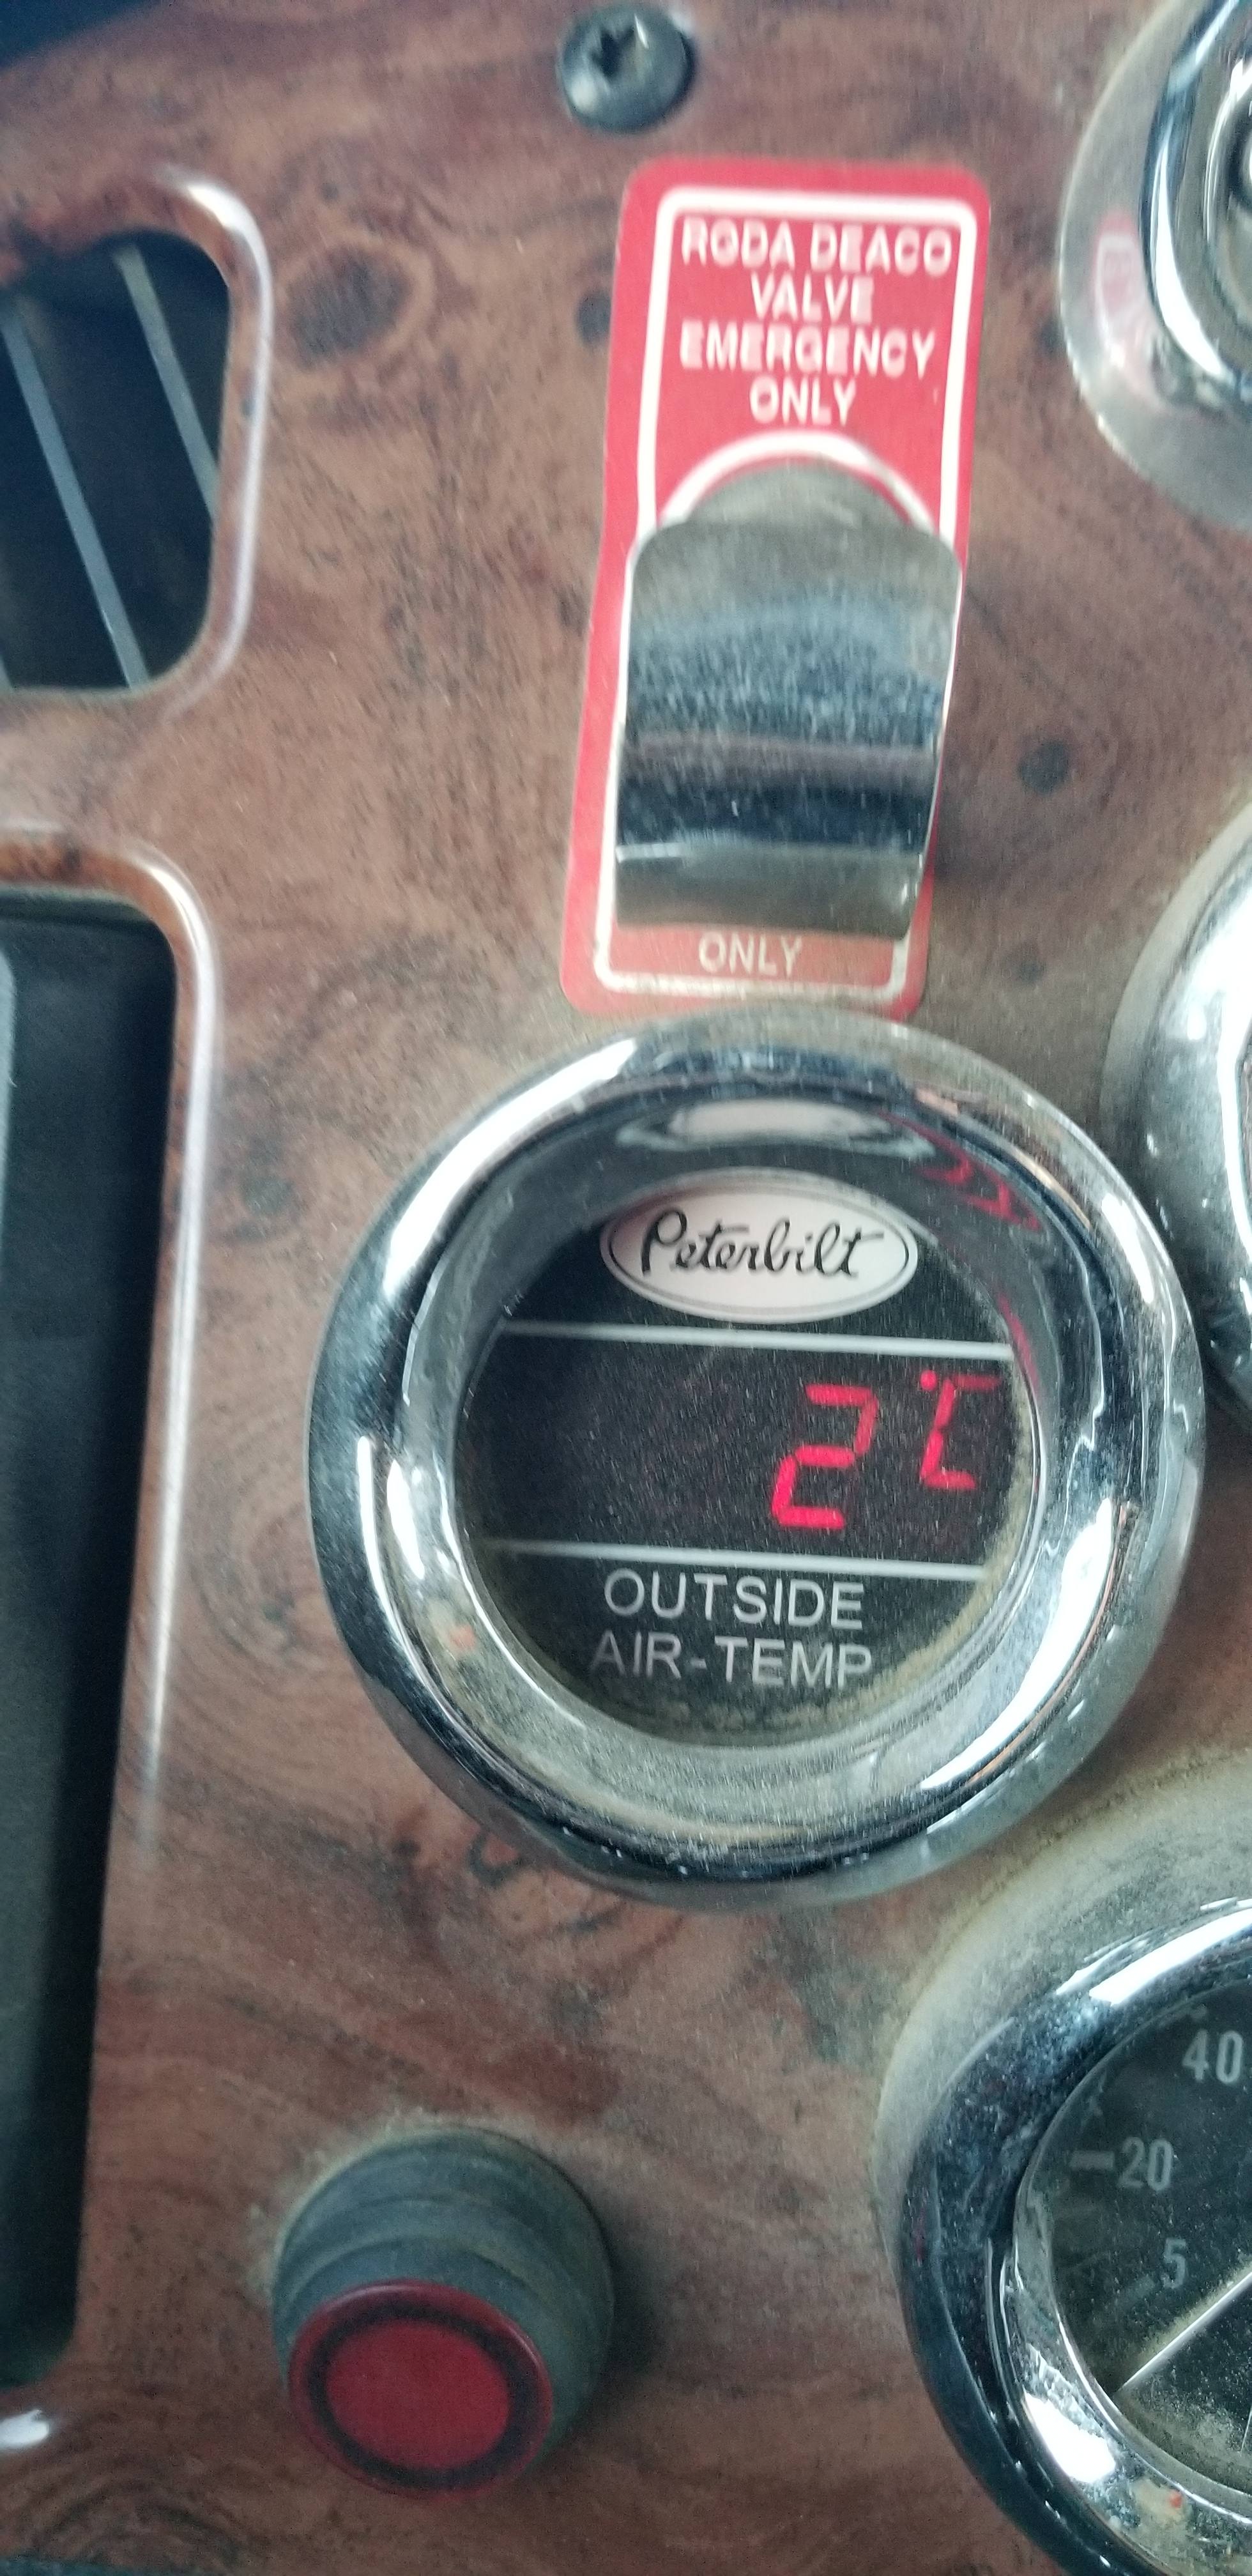 RODA DEACO
VALVE
EMERGENCY
ONLY
ONLY
Peterbilt
2°C
OUTSIDE
AIR-TEMP
40
20
5